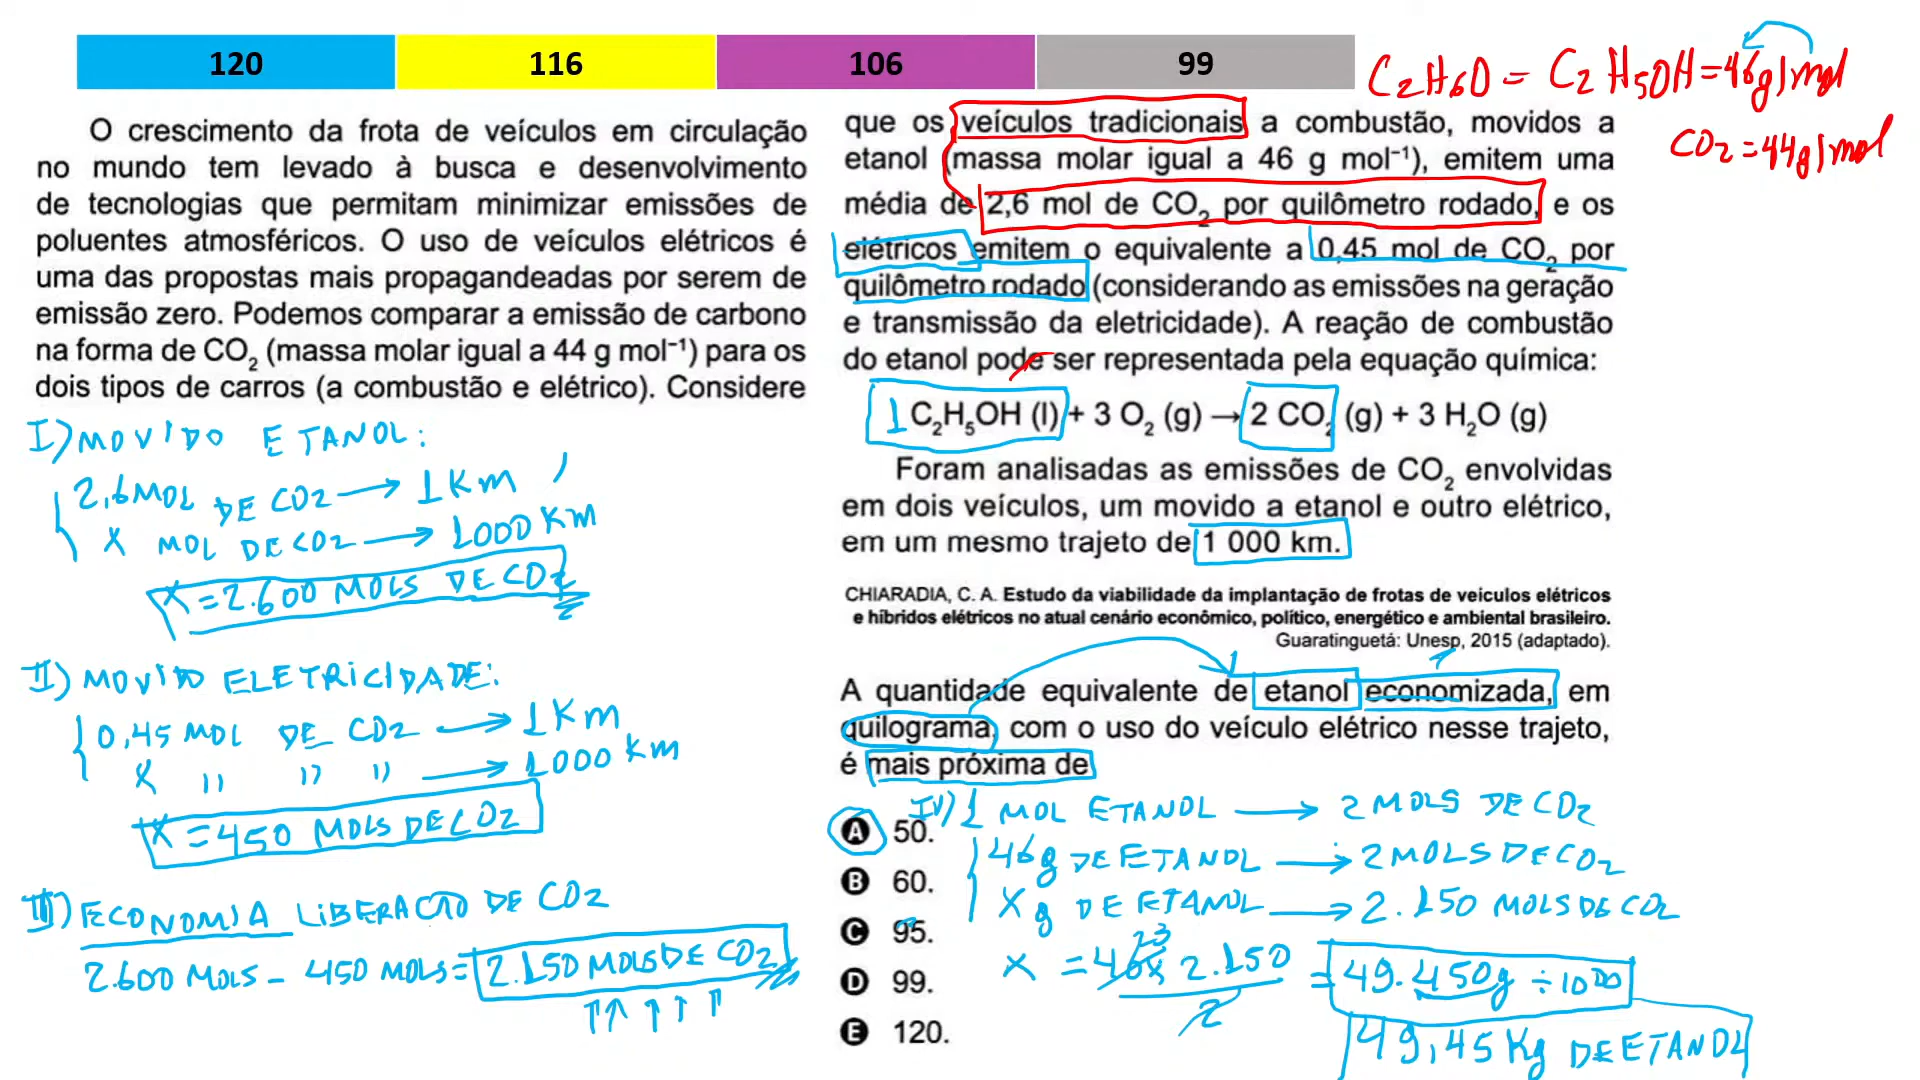 120 116 106 99
C2H6O = C2H5OH = 46g/mol
CO2 = 44g/mol
O crescimento da frota de veículos em circulação
no mundo tem levado à busca e desenvolvimento
de tecnologias que permitam minimizar emissões de
poluentes atmosféricos. O uso de veículos elétricos é
uma das propostas mais propagandeadas por serem de
emissão zero. Podemos comparar a emissão de carbono
na forma de CO₂ (massa molar igual a 44 g mol⁻¹) para os
dois tipos de carros (a combustão e elétrico). Considere
I) MOVIDO ETANOL:
2,6 MOL DE CO2 → 1 Km
X MOL DE CO2 → 1000 Km
X = 2.600 MOLS DE CO2
II) MOVIDO ELETRICIDADE:
0,45 MOL DE CO2 → 1 Km
X " " " → 1000 Km
X = 450 MOLS DE CO2
III) ECONOMIA LIBERAÇÃO DE CO2
2.600 MOLS - 450 MOLS = 2.150 MOLS DE CO2
que os veículos tradicionais a combustão, movidos a
etanol (massa molar igual a 46 g mol⁻¹), emitem uma
média de 2,6 mol de CO₂ por quilômetro rodado, e os
elétricos emitem o equivalente a 0,45 mol de CO₂ por
quilômetro rodado (considerando as emissões na geração
e transmissão da eletricidade). A reação de combustão
do etanol pode ser representada pela equação química:
1 C₂H₅OH (l) + 3 O₂ (g) → 2 CO₂ (g) + 3 H₂O (g)
Foram analisadas as emissões de CO₂ envolvidas
em dois veículos, um movido a etanol e outro elétrico,
em um mesmo trajeto de 1 000 km.
CHIARADIA, C. A. Estudo da viabilidade da implantação de frotas de veículos elétricos
e híbridos elétricos no atual cenário econômico, político, energético e ambiental brasileiro.
Guaratinguetá: Unesp, 2015 (adaptado).
A quantidade equivalente de etanol economizada, em
quilograma, com o uso do veículo elétrico nesse trajeto,
é mais próxima de
A 50.
B 60.
C 95.
D 99.
E 120.
IV) 1 MOL ETANOL → 2 MOLS DE CO2
46g DE ETANOL → 2 MOLS DE CO2
X g DE ETANOL → 2.150 MOLS DE CO2
23
X = 46 x 2.150 = 49.450g ÷ 1000
2
49,45 Kg DE ETANOL